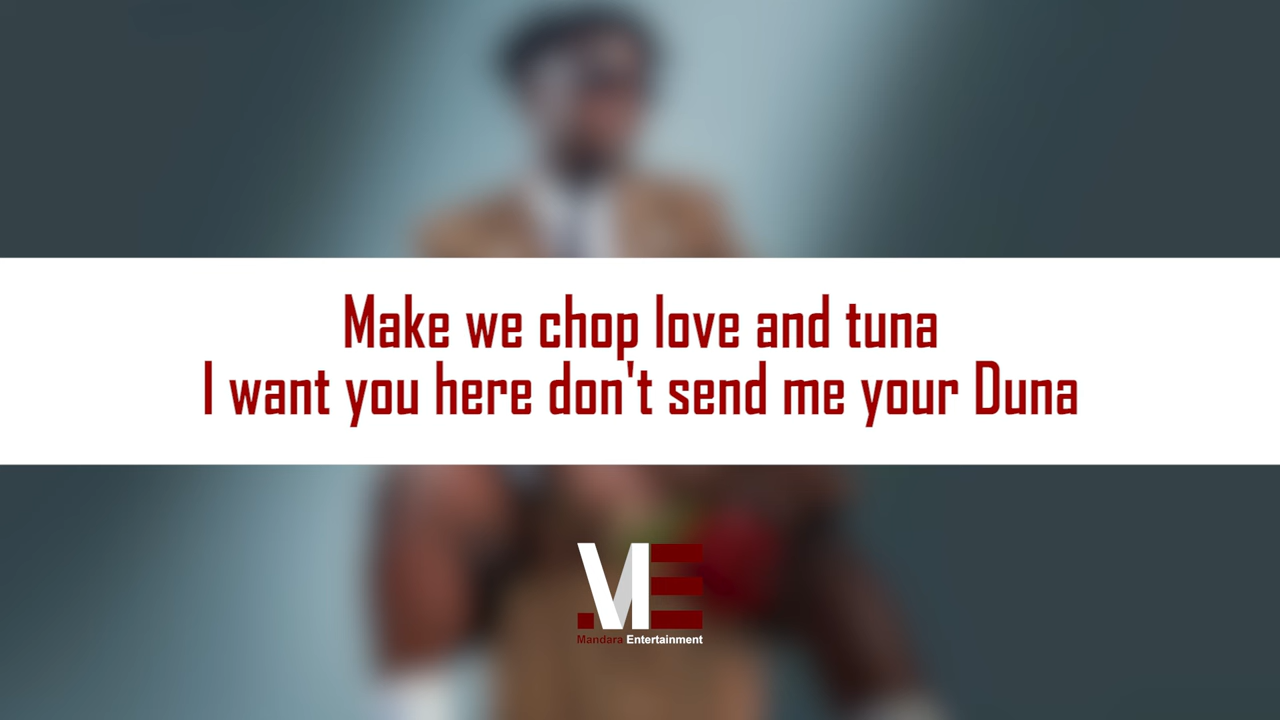 Make we chop love and tuna
I want you here don't send me your Duna
ME
Mandara Entertainment